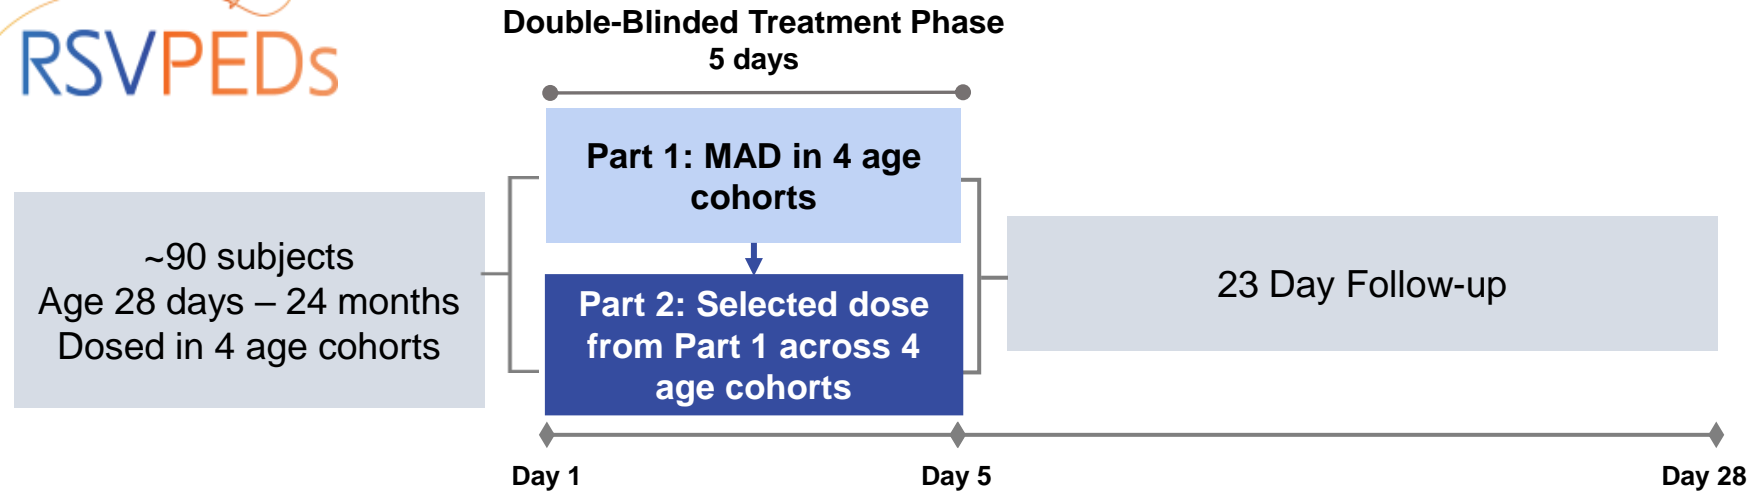 RSVPEDs
Double-Blinded Treatment Phase
5 days
~90 subjects
Age 28 days – 24 months
Dosed in 4 age cohorts
Part 1: MAD in 4 age
cohorts
Part 2: Selected dose
from Part 1 across 4
age cohorts
23 Day Follow-up
Day 1
Day 5
Day 28